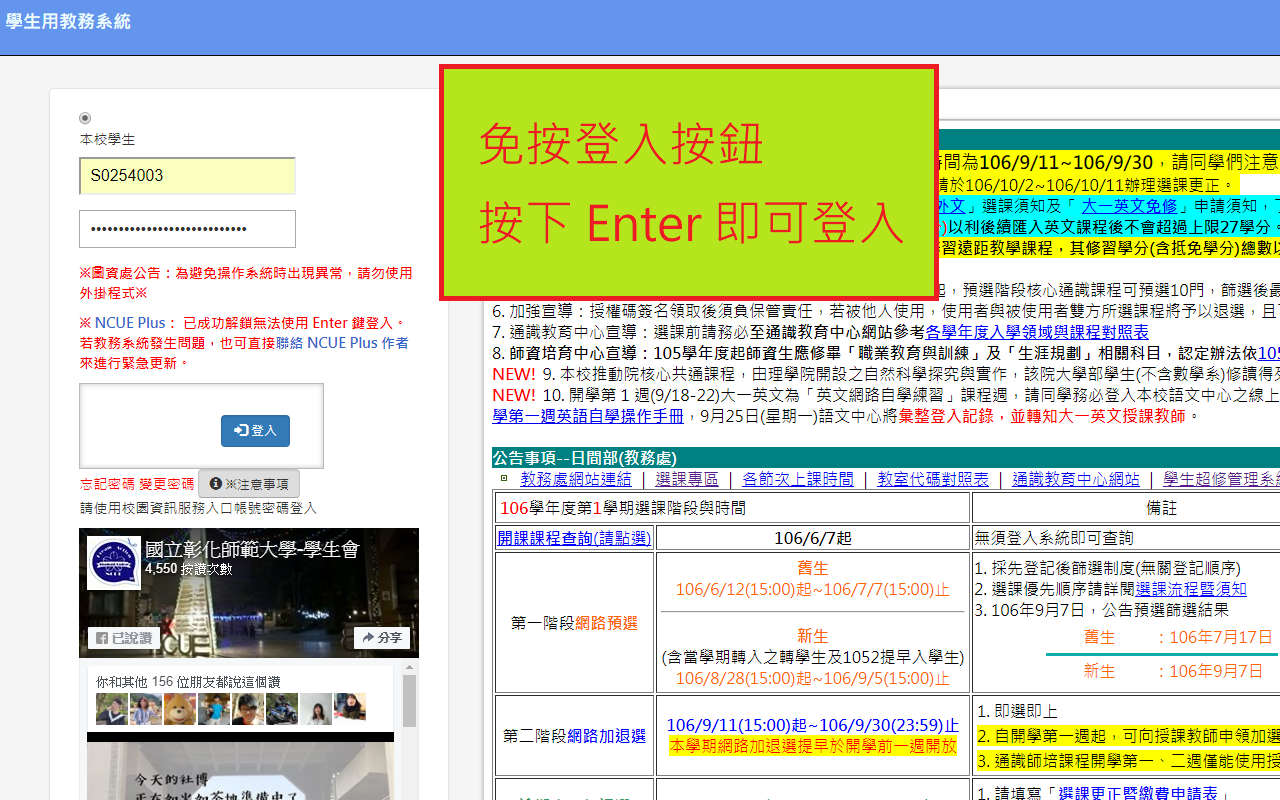 學生用教務系統
免按登入按鈕
按下 Enter 即可登入
本校學生
S0254003
※圖資處公告：為避免操作系統時出現異常，請勿使用
外掛程式※
※ NCUE Plus： 已成功解鎖無法使用 Enter 鍵登入。
若教務系統發生問題，也可直接聯絡 NCUE Plus 作者
來進行緊急更新。
登入
忘記密碼 變更密碼 ※注意事項
請使用校園資訊服務入口帳號密碼登入
國立彰化師範大學-學生會
4,550 按讚次數
已說讚
分享
你和其他 156 位朋友都說這個讚
今天的社博
間為106/9/11~106/9/30，請同學們注意
請於106/10/2~106/10/11辦理選課更正。
外文」選課須知及「 大一英文免修」申請須知，
)以利後續匯入英文課程後不會超過上限27學分。
習遠距教學課程，其修習學分(含抵免學分)總數以
起，預選階段核心通識課程可預選10門，篩選後最
6. 加強宣導：授權碼簽名領取後須負保管責任，若被他人使用，使用者與被使用者雙方所選課程將予以退選，且
7. 通識教育中心宣導：選課前請務必至通識教育中心網站參考各學年度入學領域與課程對照表
8. 師資培育中心宣導：105學年度起師資生應修畢「職業教育與訓練」及「生涯規劃」相關科目，認定辦法依105
NEW! 9. 本校推動院核心共通課程，由理學院開設之自然科學探究與實作，該院大學部學生(不含數學系)修讀得列
NEW! 10. 開學第 1 週(9/18-22)大一英文為「英文網路自學練習」課程週，請同學務必登入本校語文中心之線上
學第一週英語自學操作手冊，9月25日(星期一)語文中心將彙整登入記錄，並轉知大一英文授課教師。
公告事項--日間部(教務處)
教務處網站連結 | 選課專區 | 各節次上課時間 | 教室代碼對照表 | 通識教育中心網站 | 學生超修管理系統
106學年度第1學期選課階段與時間 備註
開課課程查詢(請點選) 106/6/7起 無須登入系統即可查詢
第一階段網路預選
舊生
106/6/12(15:00)起~106/7/7(15:00)止
新生
(含當學期轉入之轉學生及1052提早入學生)
106/8/28(15:00)起~106/9/5(15:00)止
1. 採先登記後篩選制度(無關登記順序)
2. 選課優先順序請詳閱選課流程暨須知
3. 106年9月7日，公告預選篩選結果
舊生 ：106年7月17日
新生 ：106年9月7日
第二階段網路加退選
106/9/11(15:00)起~106/9/30(23:59)止
本學期網路加退選提早於開學前一週開放
1. 即選即上
2. 自開學第一週起，可向授課教師申領加選
3. 通識師培課程開學第一、二週僅能使用授
1. 請填寫「選課更正暨繳費申請表」